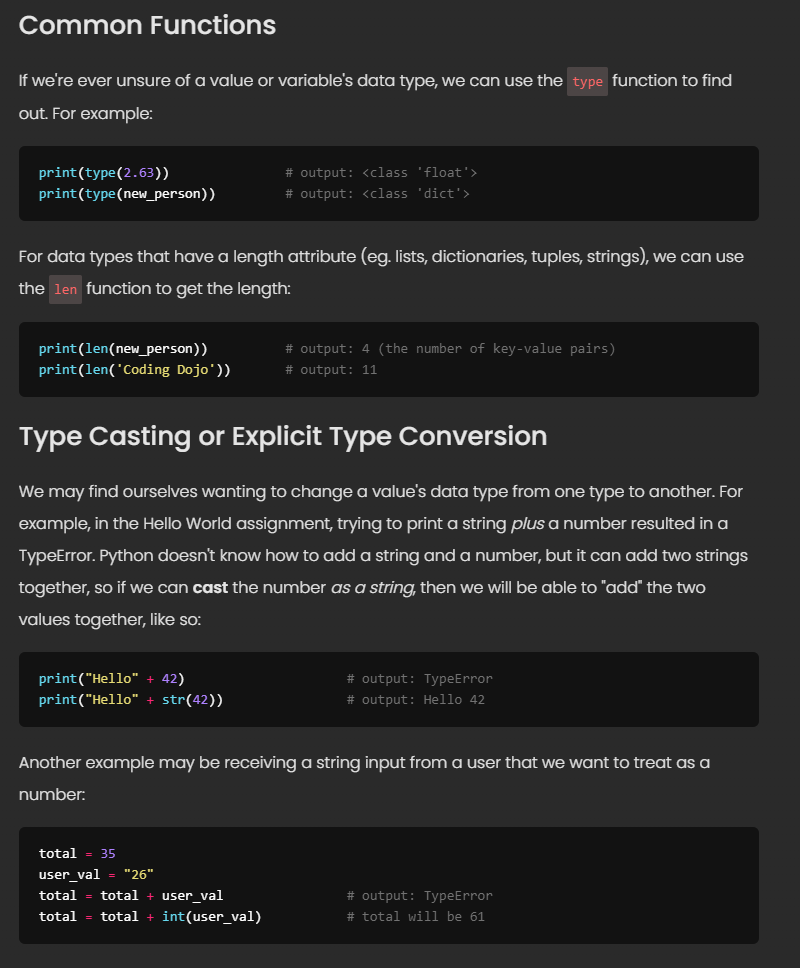 Common Functions
If we're ever unsure of a value or variable's data type, we can use the type function to find
out. For example:
print(type(2.63)) # output: <class 'float'>
print(type(new_person)) # output: <class 'dict'>
For data types that have a length attribute (eg. lists, dictionaries, tuples, strings), we can use
the len function to get the length:
print(len(new_person)) # output: 4 (the number of key-value pairs)
print(len('Coding Dojo')) # output: 11
Type Casting or Explicit Type Conversion
We may find ourselves wanting to change a value's data type from one type to another. For
example, in the Hello World assignment, trying to print a string plus a number resulted in a
TypeError. Python doesn't know how to add a string and a number, but it can add two strings
together, so if we can cast the number as a string, then we will be able to "add" the two
values together, like so:
print("Hello" + 42) # output: TypeError
print("Hello" + str(42)) # output: Hello 42
Another example may be receiving a string input from a user that we want to treat as a
number:
total = 35
user_val = "26"
total = total + user_val # output: TypeError
total = total + int(user_val) # total will be 61